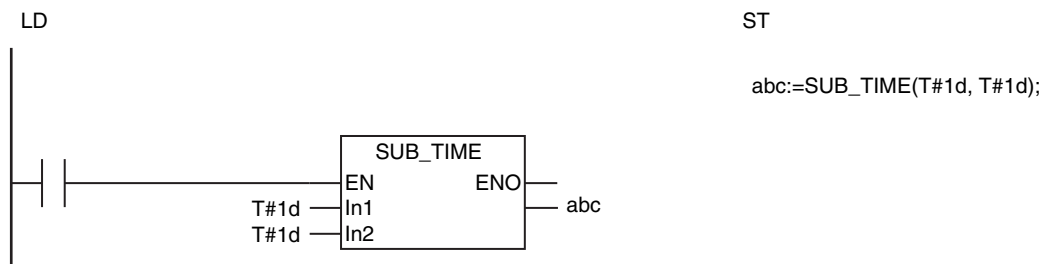 LD
ST
abc:=SUB_TIME(T#1d, T#1d);
SUB_TIME
EN ENO
T#1d In1 abc
T#1d In2